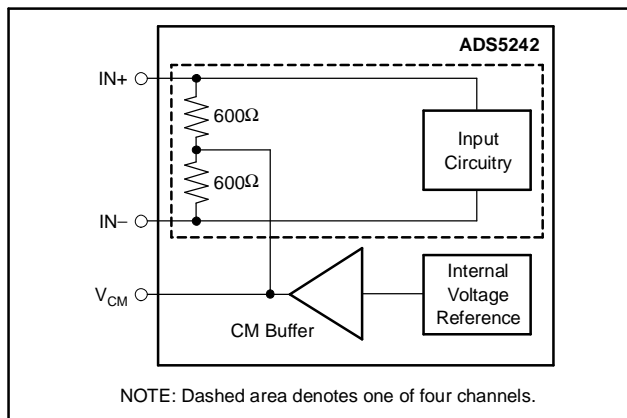 ADS5242
IN+
600Ω
Input
Circuitry
600Ω
IN−
VCM
Internal
Voltage
Reference
CM Buffer
NOTE: Dashed area denotes one of four channels.